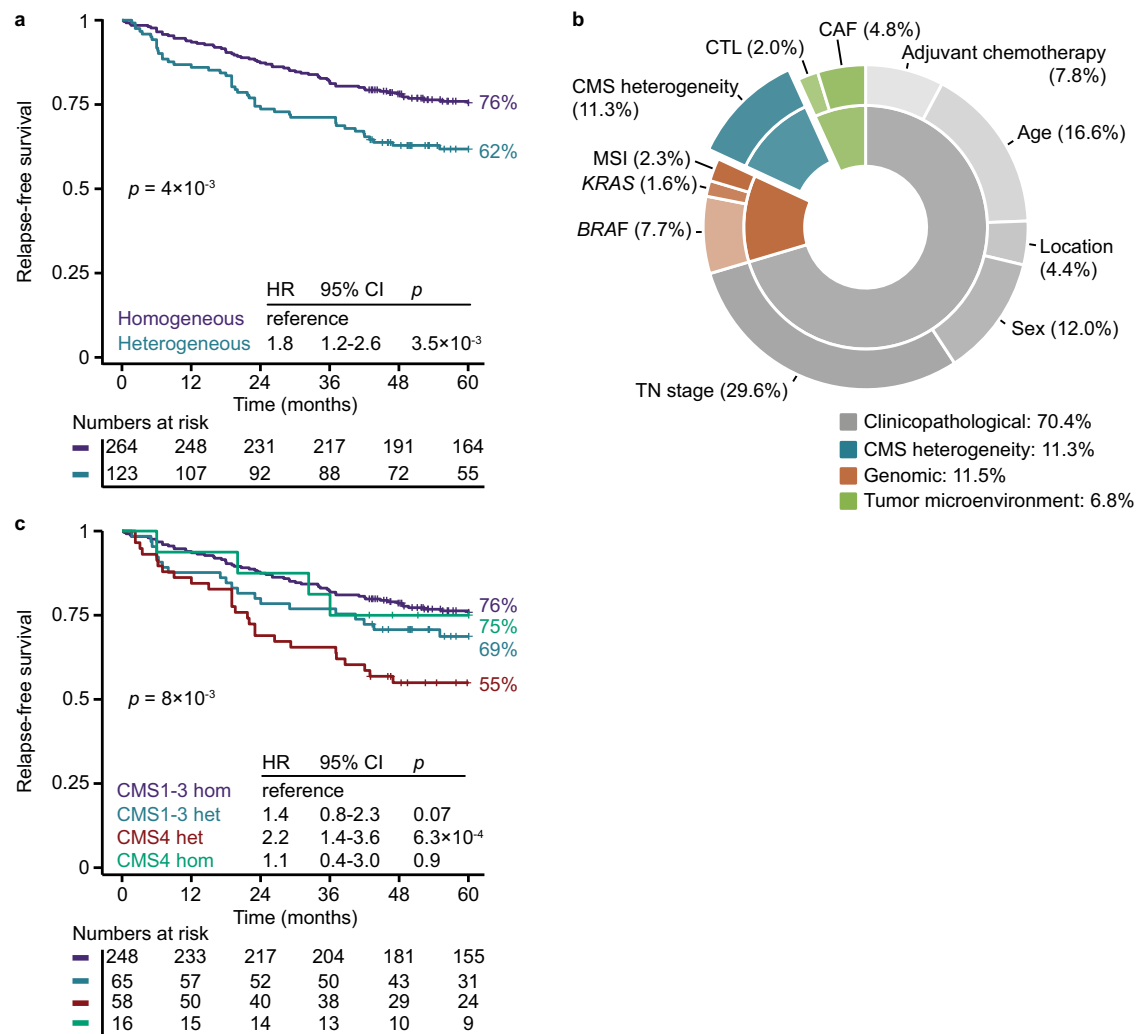 a
Relapse-free survival
1
0.75
0.5
0.25
0
76%
62%
p = 4×10⁻³
HR 95% CI p
Homogeneous reference
Heterogeneous 1.8 1.2-2.6 3.5×10⁻³
0 12 24 36 48 60
Time (months)
Numbers at risk
264 248 231 217 191 164
123 107 92 88 72 55
b
CAF (4.8%)
CTL (2.0%)
Adjuvant chemotherapy
(7.8%)
CMS heterogeneity
(11.3%)
Age (16.6%)
MSI (2.3%)
KRAS (1.6%)
BRAF (7.7%)
Location
(4.4%)
Sex (12.0%)
TN stage (29.6%)
Clinicopathological: 70.4%
CMS heterogeneity: 11.3%
Genomic: 11.5%
Tumor microenvironment: 6.8%
c
Relapse-free survival
1
0.75
0.5
0.25
0
76%
75%
69%
55%
p = 8×10⁻³
HR 95% CI p
CMS1-3 hom reference
CMS1-3 het 1.4 0.8-2.3 0.07
CMS4 het 2.2 1.4-3.6 6.3×10⁻⁴
CMS4 hom 1.1 0.4-3.0 0.9
0 12 24 36 48 60
Time (months)
Numbers at risk
248 233 217 204 181 155
65 57 52 50 43 31
58 50 40 38 29 24
16 15 14 13 10 9